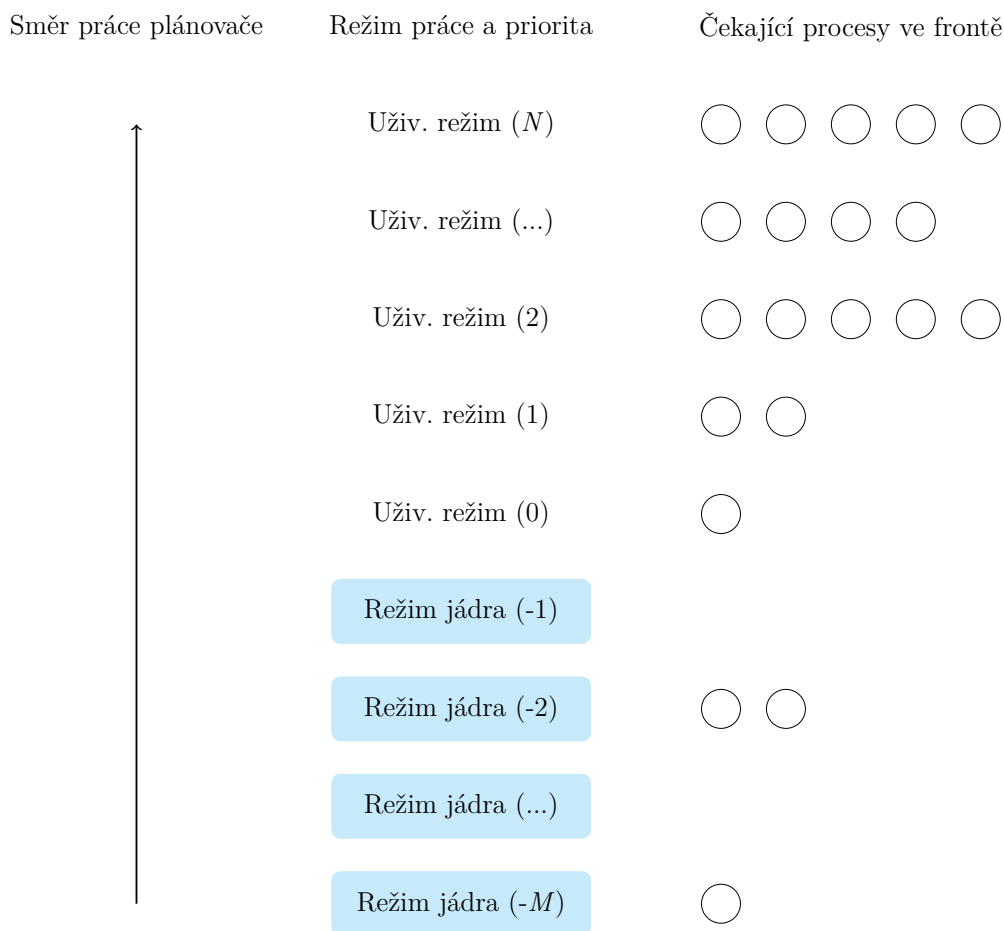 Směr práce plánovače Režim práce a priorita Čekající procesy ve frontě
Uživ. režim (N)
Uživ. režim (...)
Uživ. režim (2)
Uživ. režim (1)
Uživ. režim (0)
Režim jádra (-1)
Režim jádra (-2)
Režim jádra (...)
Režim jádra (-M)